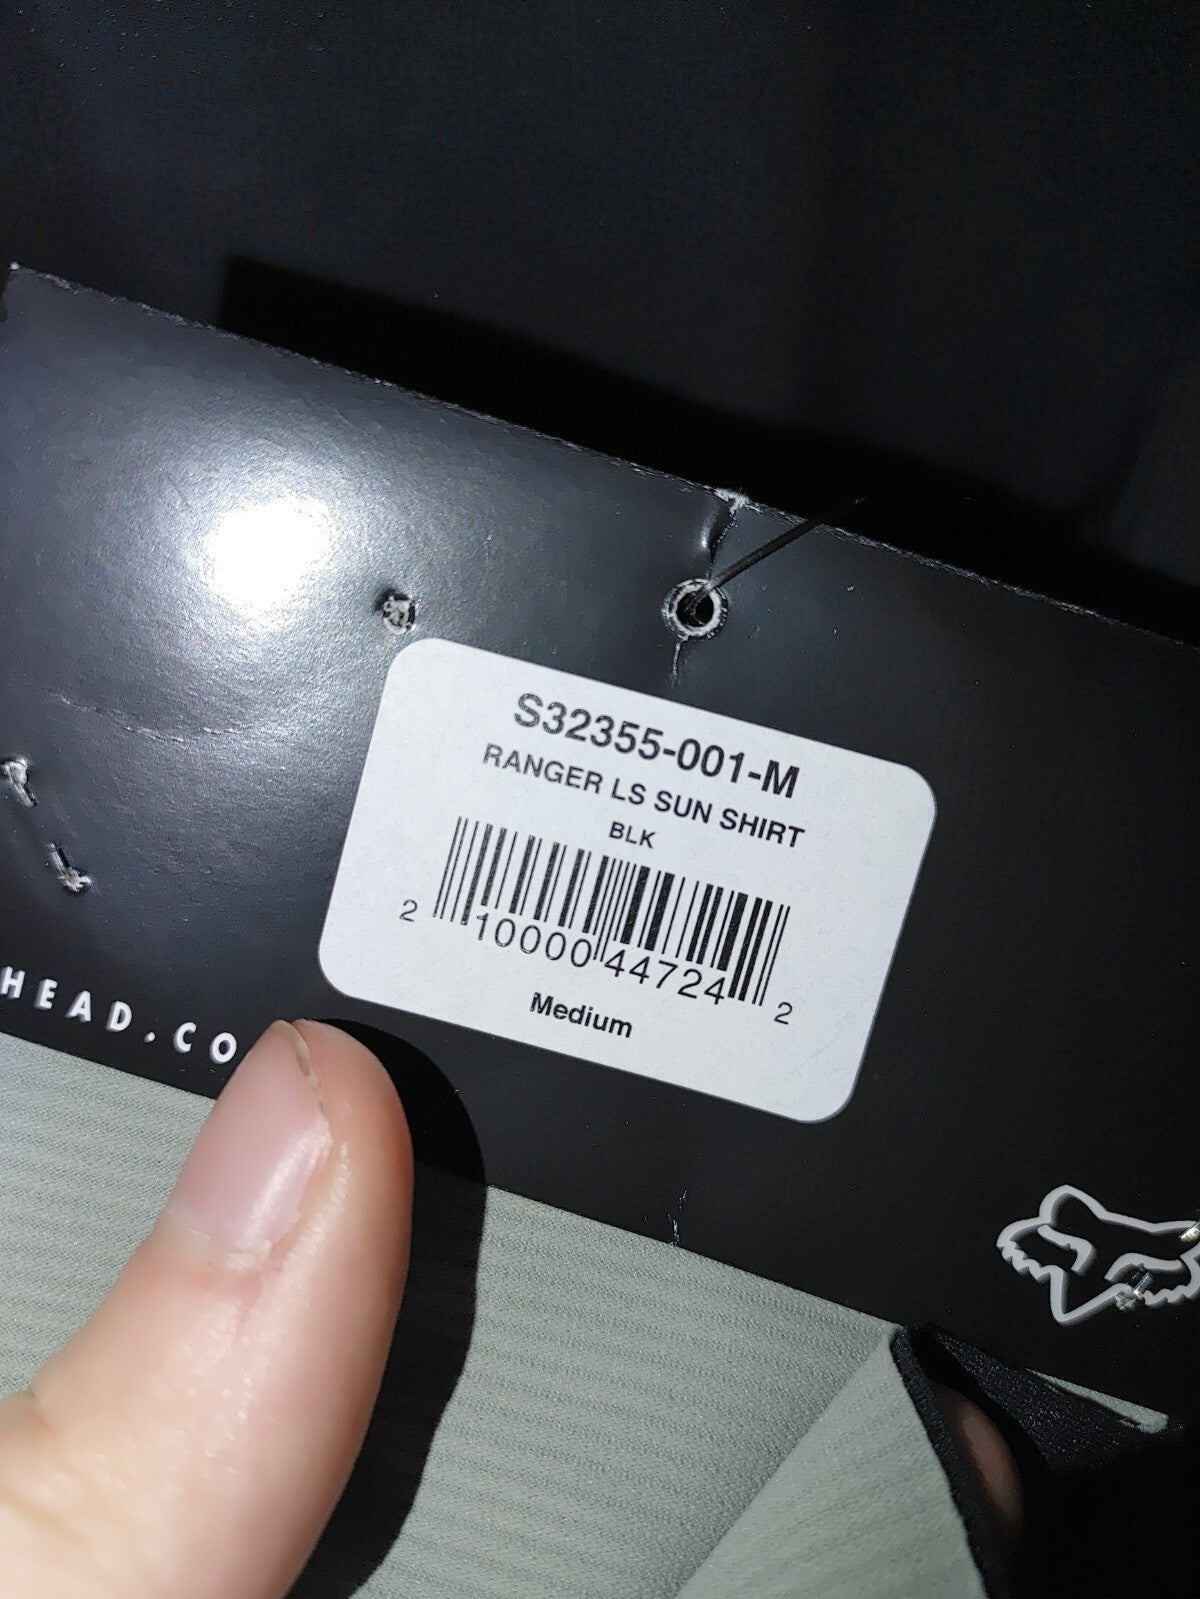 S32355-001-M
RANGER LS SUN SHIRT
BLK
2 10000 44724 2
Medium
HEAD.CO